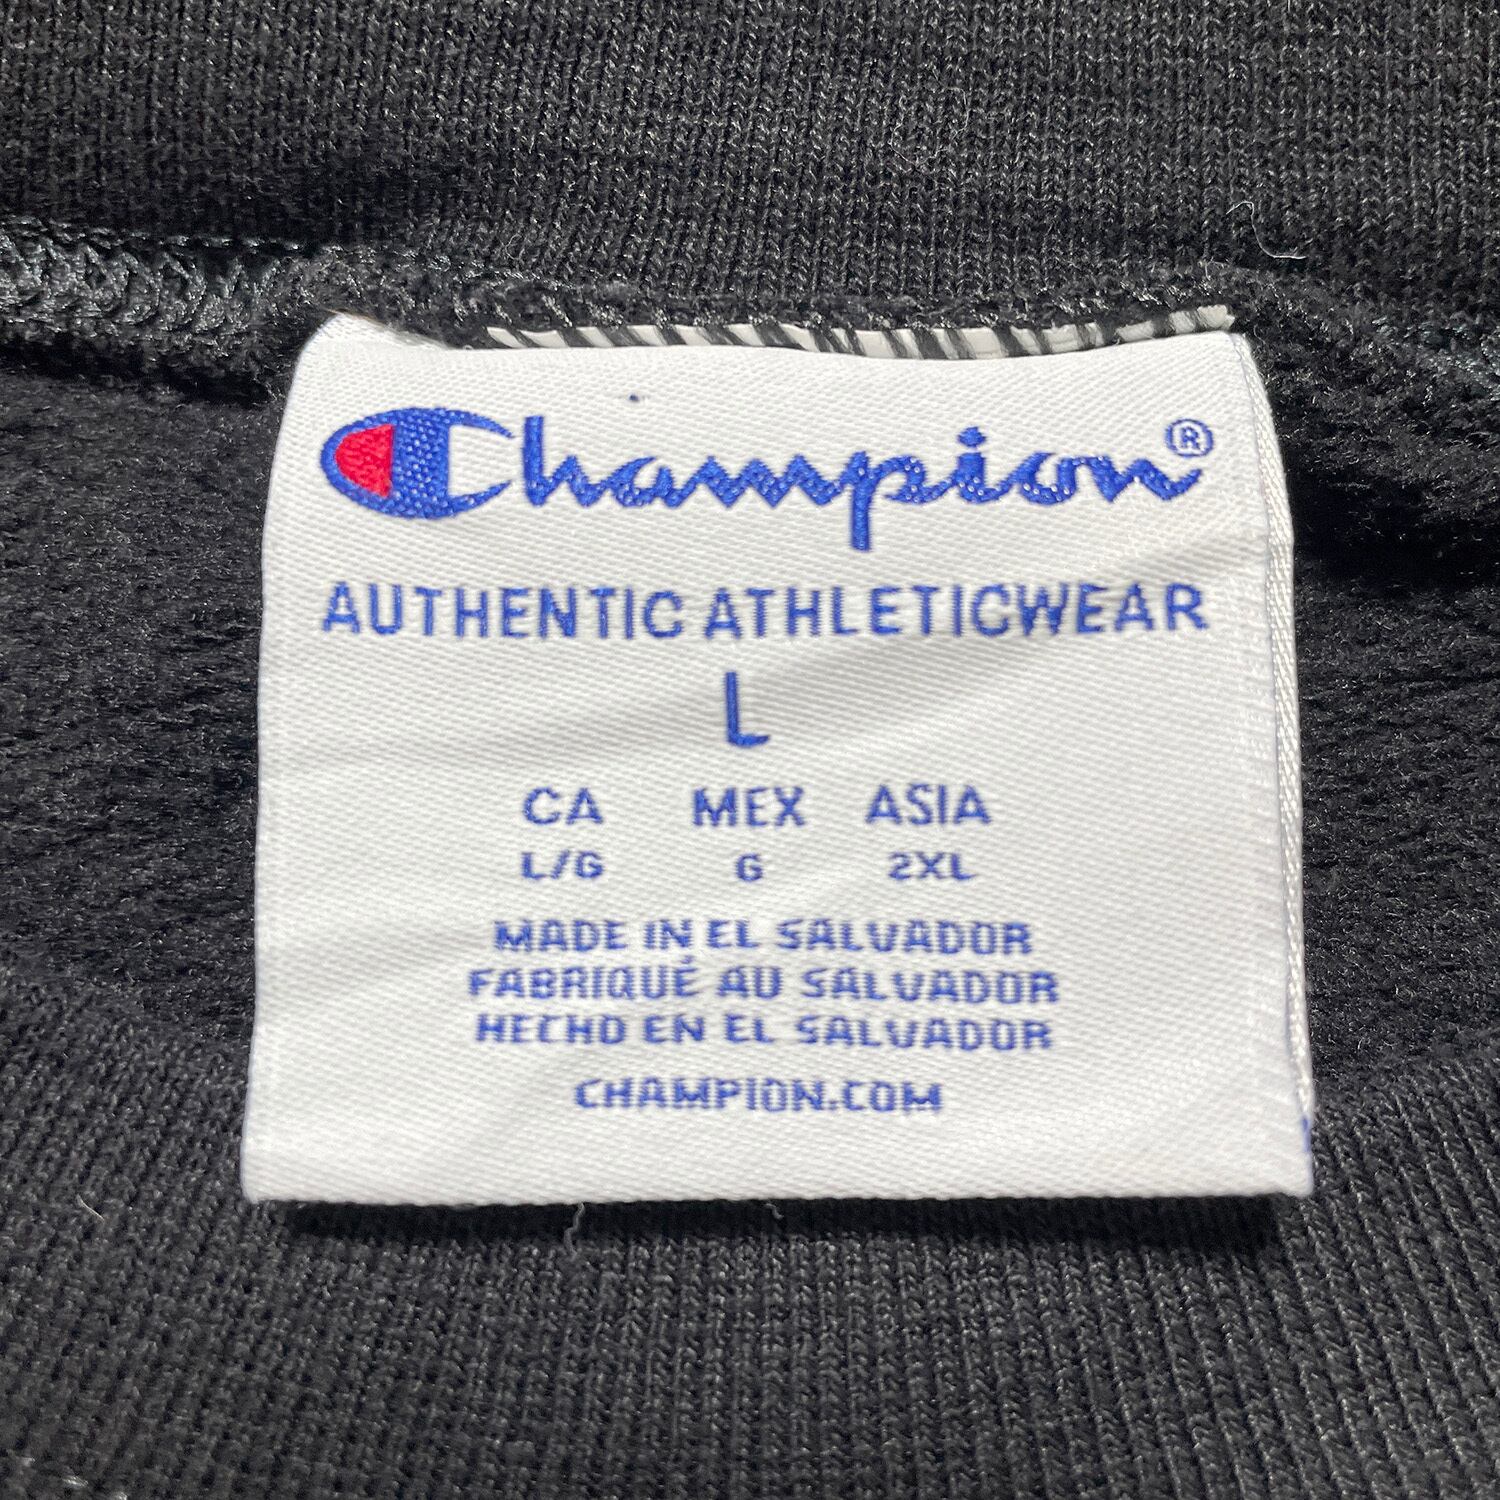 Champion®
AUTHENTIC ATHLETICWEAR
L
CA MEX ASIA
L/G G 2XL
MADE IN EL SALVADOR
FABRIQUÉ AU SALVADOR
HECHO EN EL SALVADOR
CHAMPION.COM